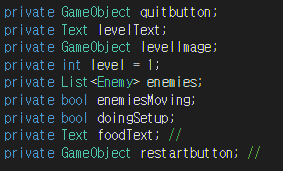 private GameObject quitbutton;
private Text levelText;
private GameObject levelImage;
private int level = 1;
private List<Enemy> enemies;
private bool enemiesMoving;
private bool doingSetup;
private Text foodText; //
private GameObject restartbutton; //